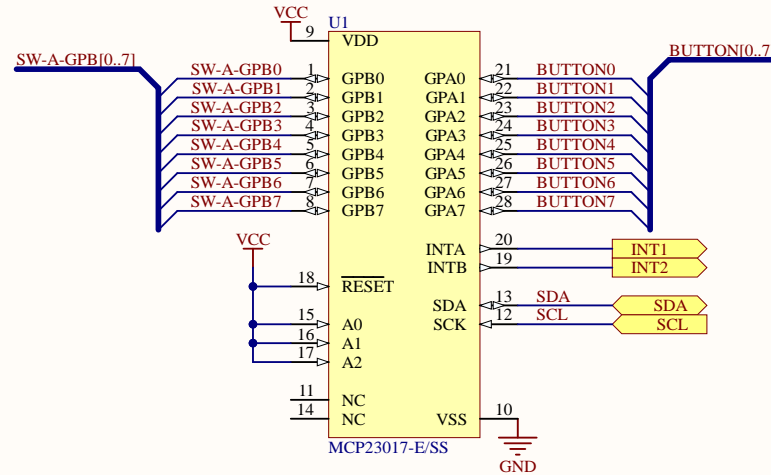 VCC
U1
9
VDD
SW-A-GPB[0..7]
BUTTON[0..7
SW-A-GPB0
1
GPB0
GPA0
21
BUTTON0
SW-A-GPB1
2
GPB1
GPA1
22
BUTTON1
SW-A-GPB2
3
GPB2
GPA2
23
BUTTON2
SW-A-GPB3
4
GPB3
GPA3
24
BUTTON3
SW-A-GPB4
5
GPB4
GPA4
25
BUTTON4
SW-A-GPB5
6
GPB5
GPA5
26
BUTTON5
SW-A-GPB6
7
GPB6
GPA6
27
BUTTON6
SW-A-GPB7
8
GPB7
GPA7
28
BUTTON7
VCC
INTA
20
INT1
INTB
19
INT2
18
RESET
SDA
13
SDA
SDA
15
A0
SCK
12
SCL
SCL
16
A1
17
A2
11
NC
14
NC
VSS
10
MCP23017-E/SS
GND